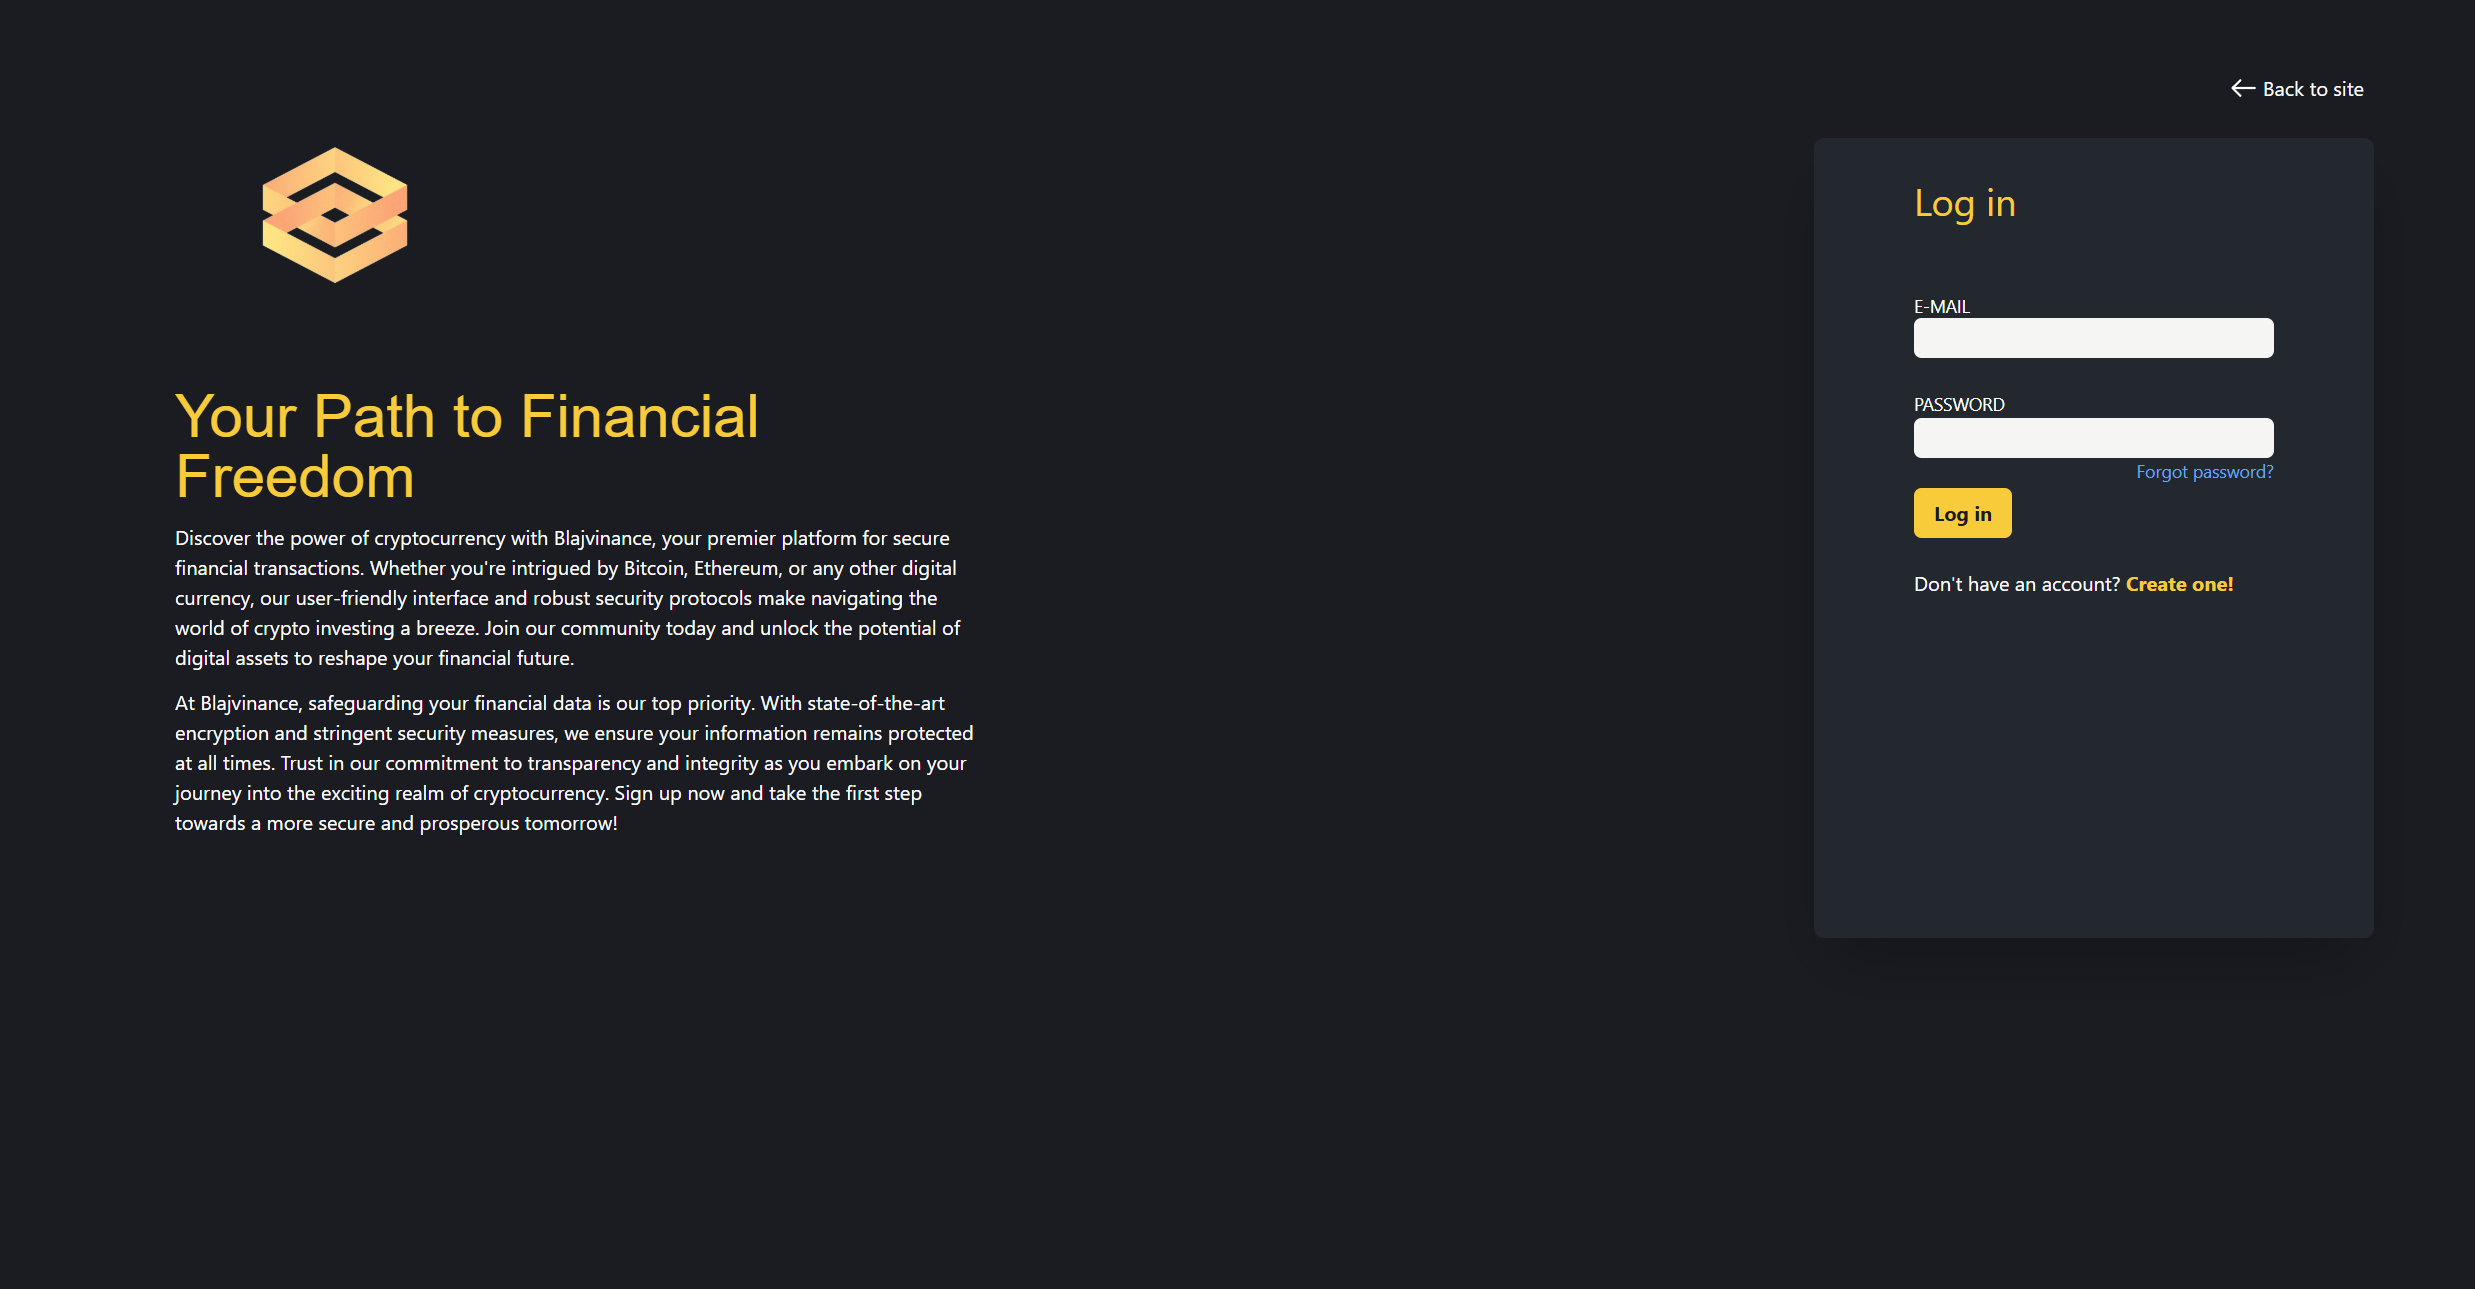 Back to site
Your Path to Financial
Freedom
Discover the power of cryptocurrency with Blajvinance, your premier platform for secure
financial transactions. Whether you're intrigued by Bitcoin, Ethereum, or any other digital
currency, our user-friendly interface and robust security protocols make navigating the
world of crypto investing a breeze. Join our community today and unlock the potential of
digital assets to reshape your financial future.
At Blajvinance, safeguarding your financial data is our top priority. With state-of-the-art
encryption and stringent security measures, we ensure your information remains protected
at all times. Trust in our commitment to transparency and integrity as you embark on your
journey into the exciting realm of cryptocurrency. Sign up now and take the first step
towards a more secure and prosperous tomorrow!
Log in
E-MAIL
PASSWORD
Forgot password?
Log in
Don't have an account? Create one!